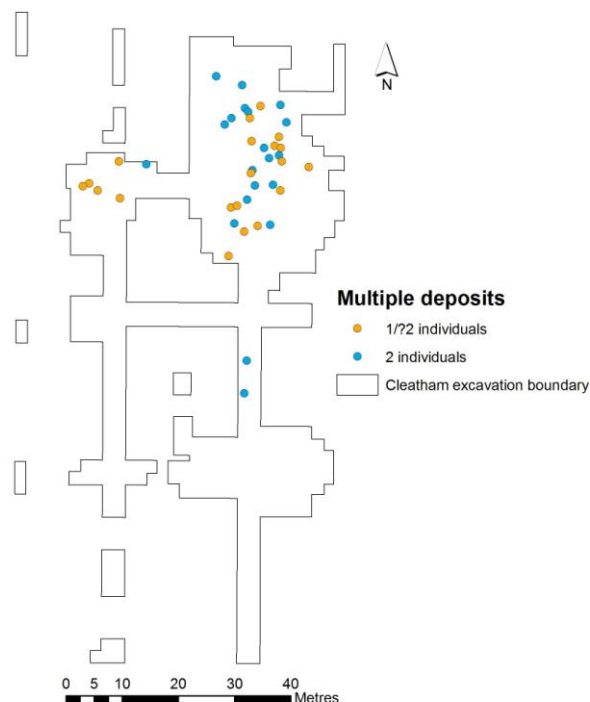 N
Multiple deposits
1/?2 individuals
2 individuals
Cleatham excavation boundary
0 5 10 20 30 40
Metres